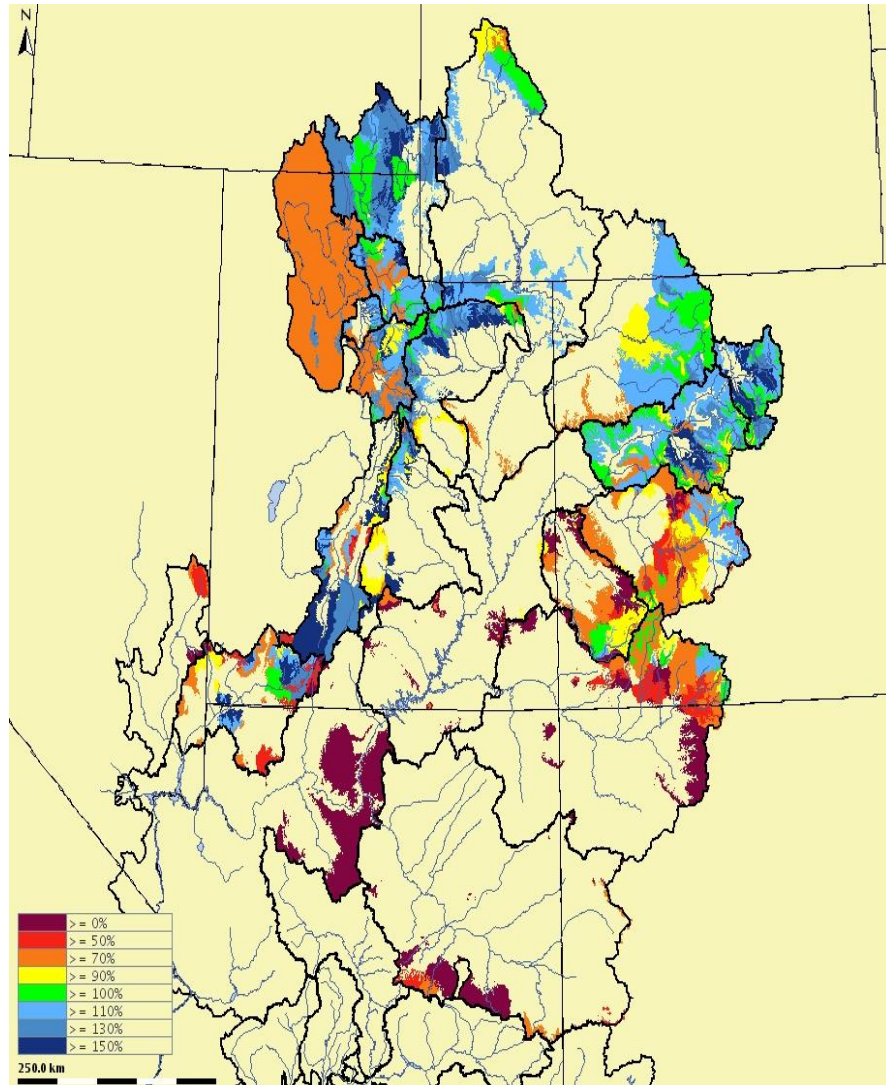 N
> = 0%
> = 50%
> = 70%
> = 90%
> = 100%
> = 110%
> = 130%
> = 150%
250.0 km